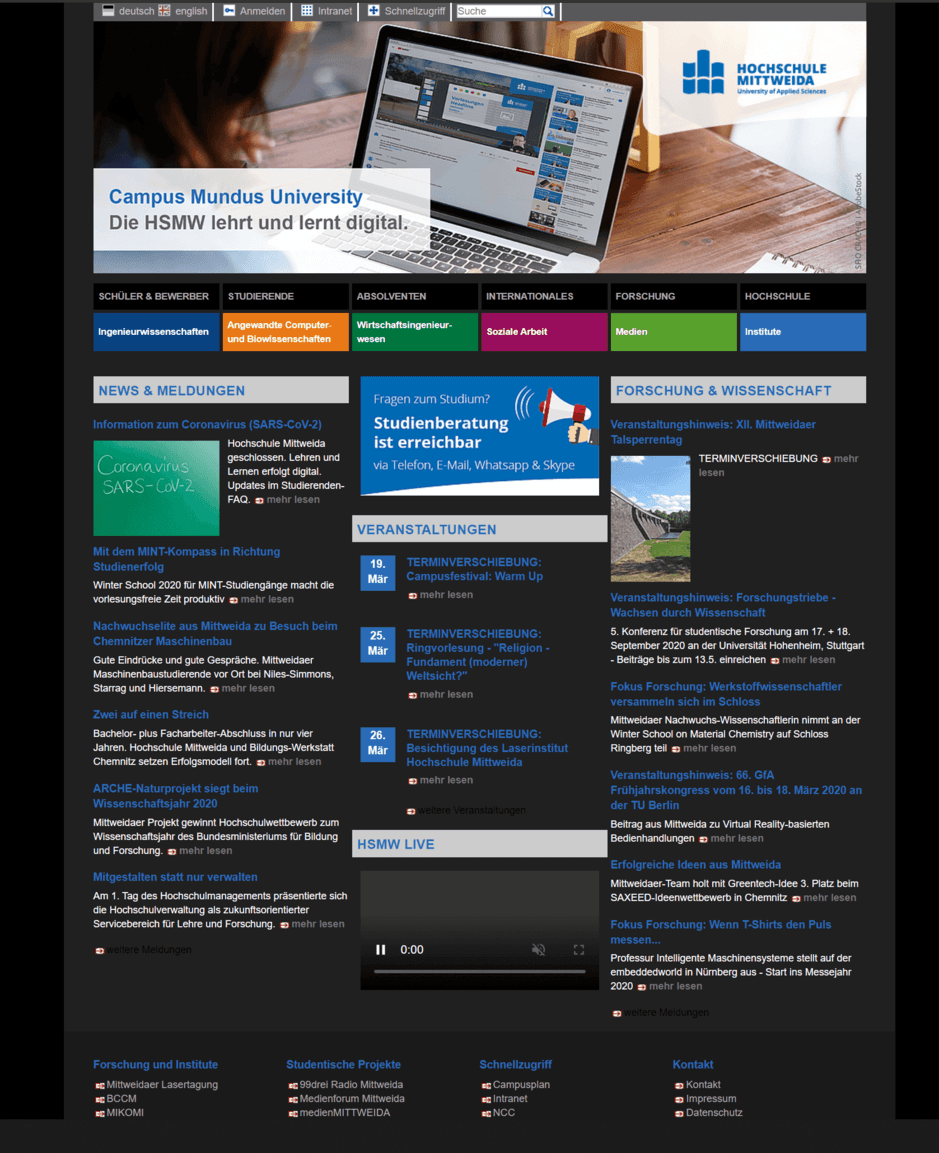 deutsch english Anmelden Intranet Schnellzugriff Suche
HOCHSCHULE
MITTWEIDA
University of Applied Sciences
Campus Mundus University
Die HSMW lehrt und lernt digital.
SCHÜLER & BEWERBER STUDIERENDE ABSOLVENTEN INTERNATIONALES FORSCHUNG HOCHSCHULE
Ingenieurwissenschaften
Angewandte Computer-
und Biowissenschaften
Wirtschaftsingenieur-
wesen
Soziale Arbeit
Medien
Institute
NEWS & MELDUNGEN
Information zum Coronavirus (SARS-CoV-2)
Coronavirus
SARS-CoV-2
Hochschule Mittweida
geschlossen. Lehren und
Lernen erfolgt digital.
Updates im Studierenden-
FAQ. mehr lesen
Mit dem MINT-Kompass in Richtung
Studienerfolg
Winter School 2020 für MINT-Studiengänge macht die
vorlesungsfreie Zeit produktiv mehr lesen
Nachwuchselite aus Mittweida zu Besuch beim
Chemnitzer Maschinenbau
Gute Eindrücke und gute Gespräche. Mittweidaer
Maschinenbaustudierende vor Ort bei Niles-Simmons,
Starrag und Hiersemann. mehr lesen
Zwei auf einen Streich
Bachelor- plus Facharbeiter-Abschluss in nur vier
Jahren. Hochschule Mittweida und Bildungs-Werkstatt
Chemnitz setzen Erfolgsmodell fort. mehr lesen
ARCHE-Naturprojekt siegt beim
Wissenschaftsjahr 2020
Mittweidaer Projekt gewinnt Hochschulwettbewerb zum
Wissenschaftsjahr des Bundesministeriums für Bildung
und Forschung. mehr lesen
Mitgestalten statt nur verwalten
Am 1. Tag des Hochschulmanagements präsentierte sich
die Hochschulverwaltung als zukunftsorientierter
Servicebereich für Lehre und Forschung. mehr lesen
weitere Meldungen
Fragen zum Studium?
Studienberatung
ist erreichbar
via Telefon, E-Mail, Whatsapp & Skype
VERANSTALTUNGEN
19.
Mär
TERMINVERSCHIEBUNG:
Campusfestival: Warm Up
mehr lesen
25.
Mär
TERMINVERSCHIEBUNG:
Ringvorlesung - "Religion -
Fundament (moderner)
Weltsicht?"
mehr lesen
26.
Mär
TERMINVERSCHIEBUNG:
Besichtigung des Laserinstitut
Hochschule Mittweida
mehr lesen
weitere Veranstaltungen
HSMW LIVE
0:00
FORSCHUNG & WISSENSCHAFT
Veranstaltungshinweis: XII. Mittweidaer
Talsperrentag
TERMINVERSCHIEBUNG mehr
lesen
Veranstaltungshinweis: Forschungstriebe -
Wachsen durch Wissenschaft
5. Konferenz für studentische Forschung am 17. + 18.
September 2020 an der Universität Hohenheim, Stuttgart
- Beiträge bis zum 13.5. einreichen mehr lesen
Fokus Forschung: Werkstoffwissenschaftler
versammeln sich im Schloss
Mittweidaer Nachwuchs-Wissenschaftlerin nimmt an der
Winter School on Material Chemistry auf Schloss
Ringberg teil mehr lesen
Veranstaltungshinweis: 66. GfA
Frühjahrskongress vom 16. bis 18. März 2020 an
der TU Berlin
Beitrag aus Mittweida zu Virtual Reality-basierten
Bedienhandlungen mehr lesen
Erfolgreiche Ideen aus Mittweida
Mittweidaer-Team holt mit Greentech-Idee 3. Platz beim
SAXEED-Ideenwettbewerb in Chemnitz mehr lesen
Fokus Forschung: Wenn T-Shirts den Puls
messen...
Professur Intelligente Maschinensysteme stellt auf der
embeddedworld in Nürnberg aus - Start ins Messejahr
2020 mehr lesen
weitere Meldungen
Forschung und Institute
Mittweidaer Lasertagung
BCCM
MIKOMI
Studentische Projekte
99drei Radio Mittweida
Medienforum Mittweida
medienMITTWEIDA
Schnellzugriff
Campusplan
Intranet
NCC
Kontakt
Kontakt
Impressum
Datenschutz